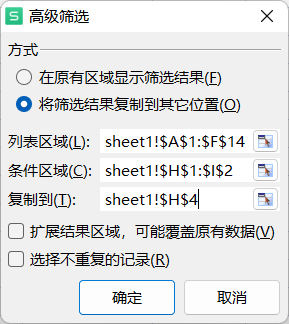 高级筛选
方式
在原有区域显示筛选结果(F)
将筛选结果复制到其它位置(O)
列表区域(L): sheet1!$A$1:$F$14
条件区域(C): sheet1!$H$1:$I$2
复制到(T): sheet1!$H$4
扩展结果区域，可能覆盖原有数据(V)
选择不重复的记录(R)
确定 取消